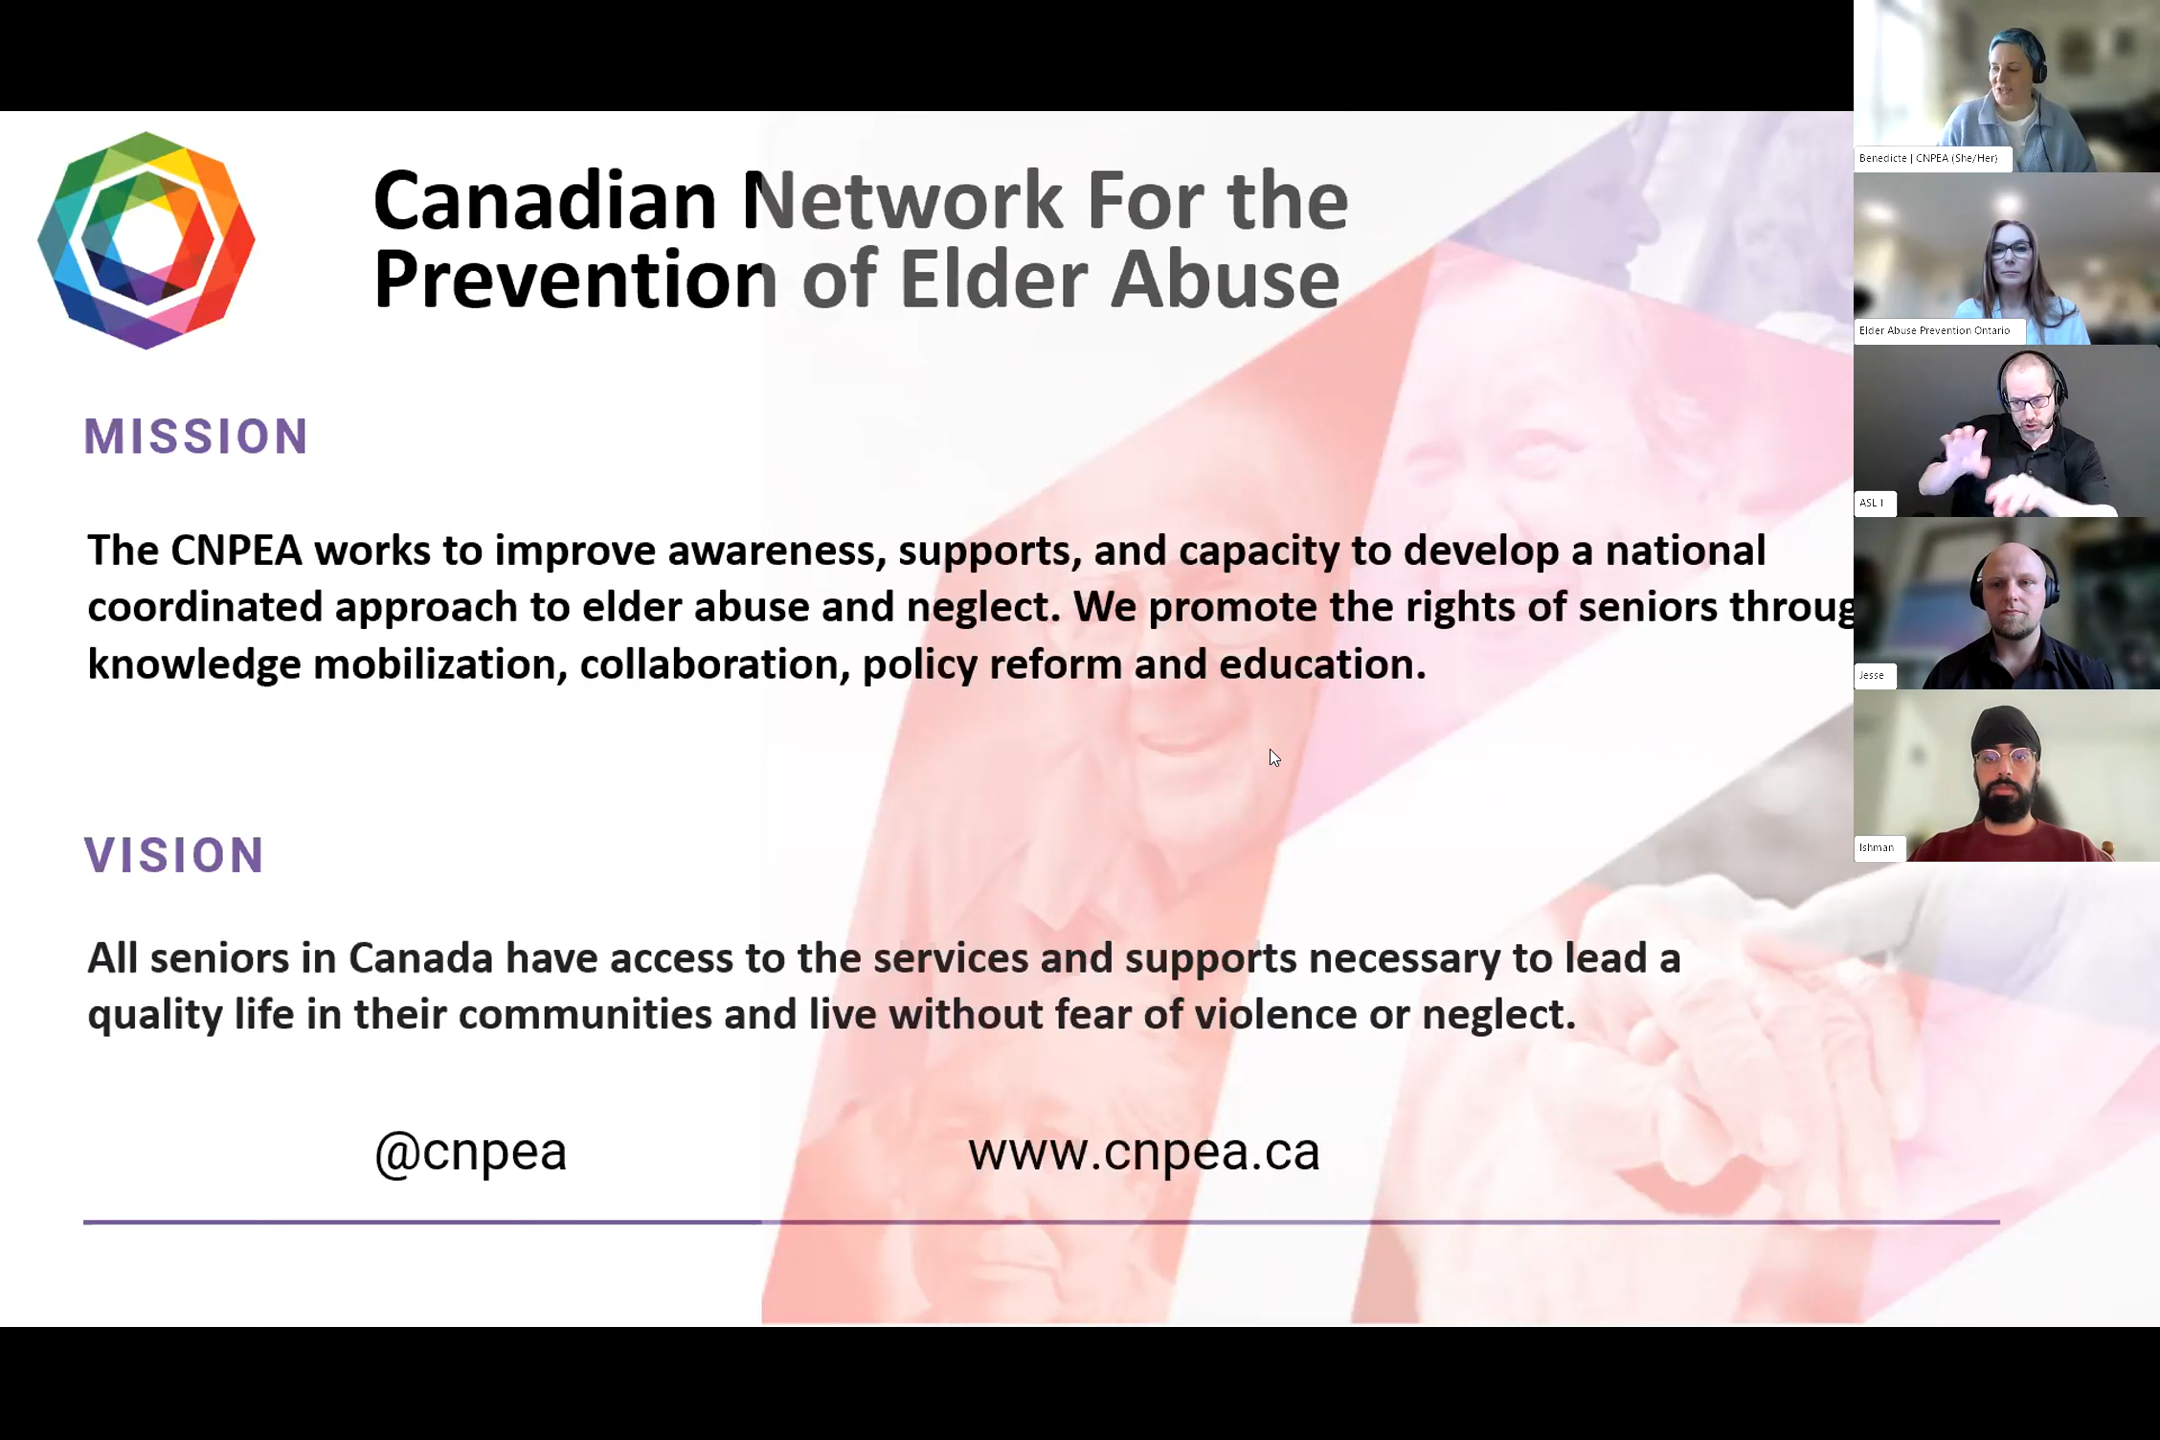 Canadian Network For the
Prevention of Elder Abuse
MISSION
The CNPEA works to improve awareness, supports, and capacity to develop a national
coordinated approach to elder abuse and neglect. We promote the rights of seniors throug
knowledge mobilization, collaboration, policy reform and education.
VISION
All seniors in Canada have access to the services and supports necessary to lead a
quality life in their communities and live without fear of violence or neglect.
@cnpea
www.cnpea.ca
Benedicte | CNPEA (She/Her)
Elder Abuse Prevention Ontario
ASL 1
Jesse
Ishman